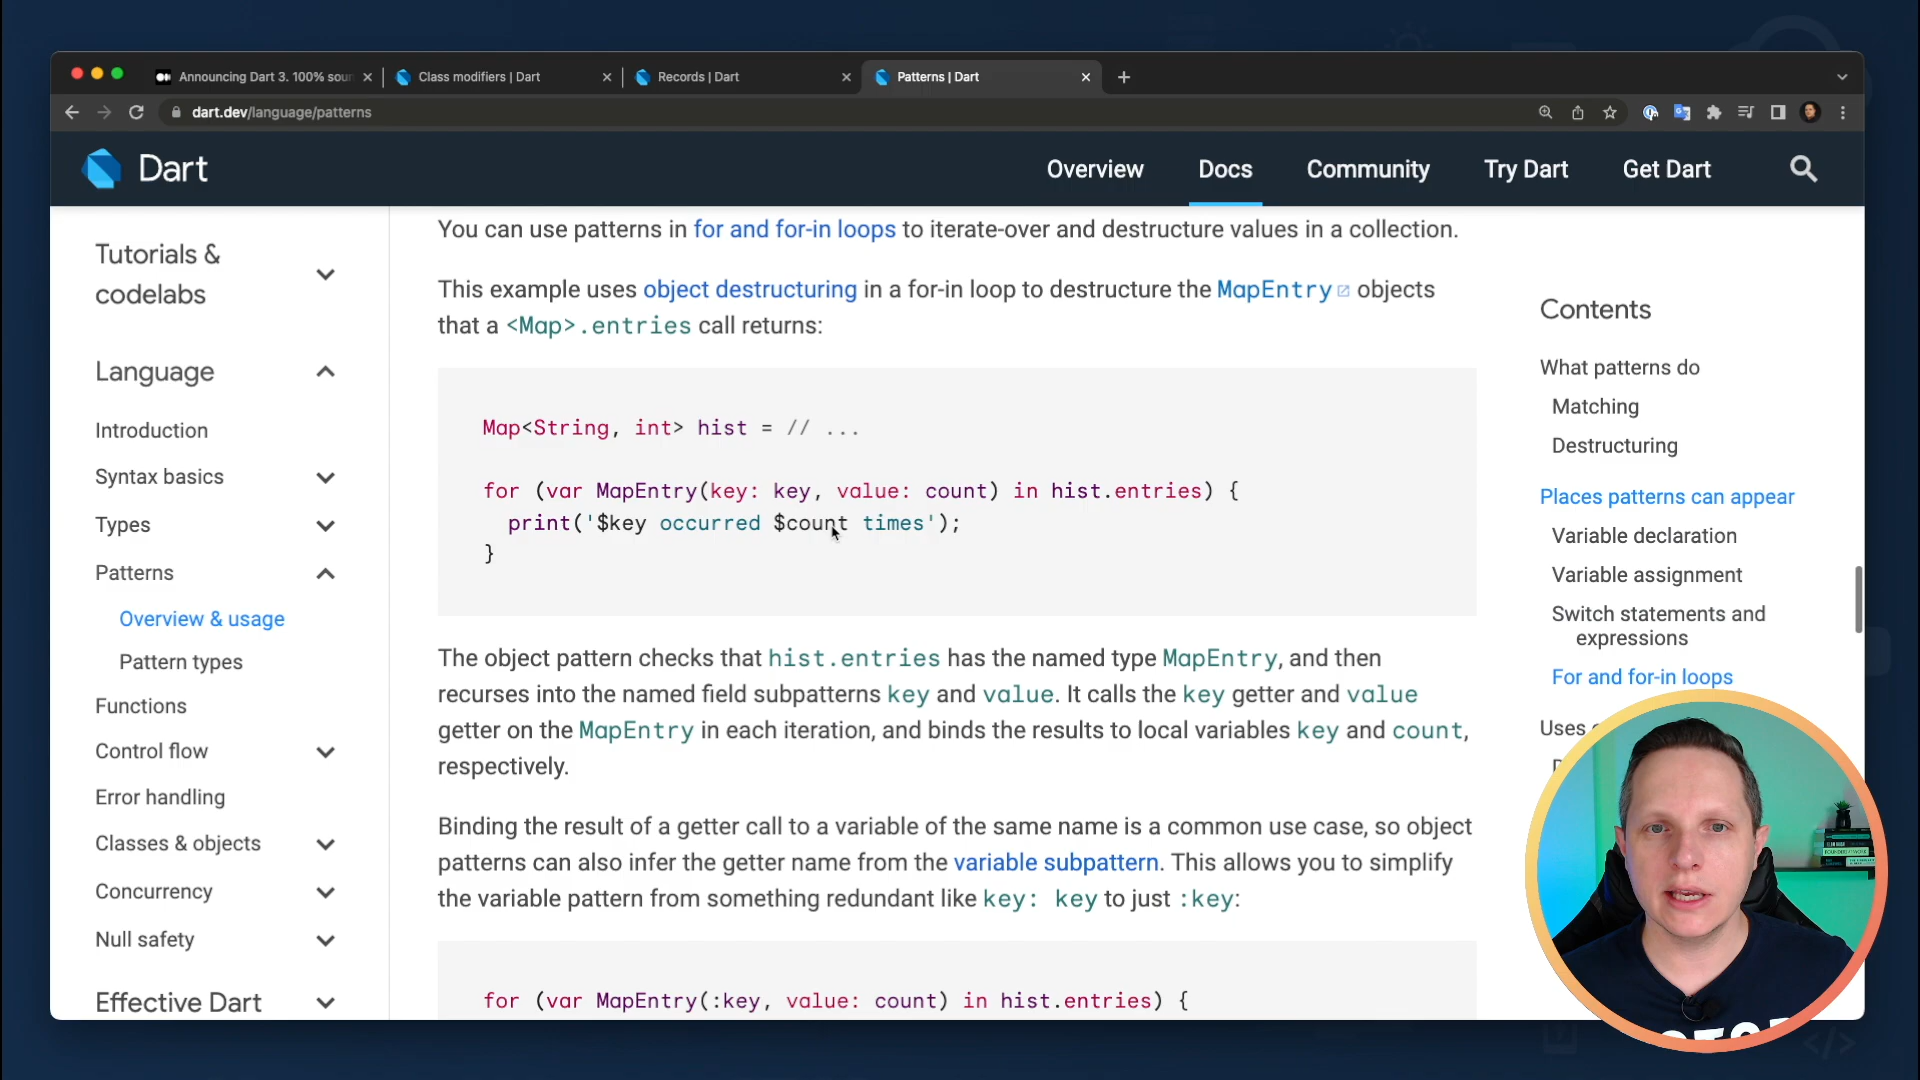 Announcing Dart 3. 100% soun
Class modifiers | Dart
Records | Dart
Patterns | Dart
dart.dev/language/patterns
Dart
Overview
Docs
Community
Try Dart
Get Dart
Tutorials &
codelabs
Language
Introduction
Syntax basics
Types
Patterns
Overview & usage
Pattern types
Functions
Control flow
Error handling
Classes & objects
Concurrency
Null safety
Effective Dart
You can use patterns in for and for-in loops to iterate-over and destructure values in a collection.
This example uses object destructuring in a for-in loop to destructure the MapEntry objects
that a <Map>.entries call returns:
Map<String, int> hist = // ...
for (var MapEntry(key: key, value: count) in hist.entries) {
print('$key occurred $count times');
}
The object pattern checks that hist.entries has the named type MapEntry, and then
recurses into the named field subpatterns key and value. It calls the key getter and value
getter on the MapEntry in each iteration, and binds the results to local variables key and count,
respectively.
Binding the result of a getter call to a variable of the same name is a common use case, so object
patterns can also infer the getter name from the variable subpattern. This allows you to simplify
the variable pattern from something redundant like key: key to just :key:
for (var MapEntry(:key, value: count) in hist.entries) {
Contents
What patterns do
Matching
Destructuring
Places patterns can appear
Variable declaration
Variable assignment
Switch statements and
expressions
For and for-in loops
Uses